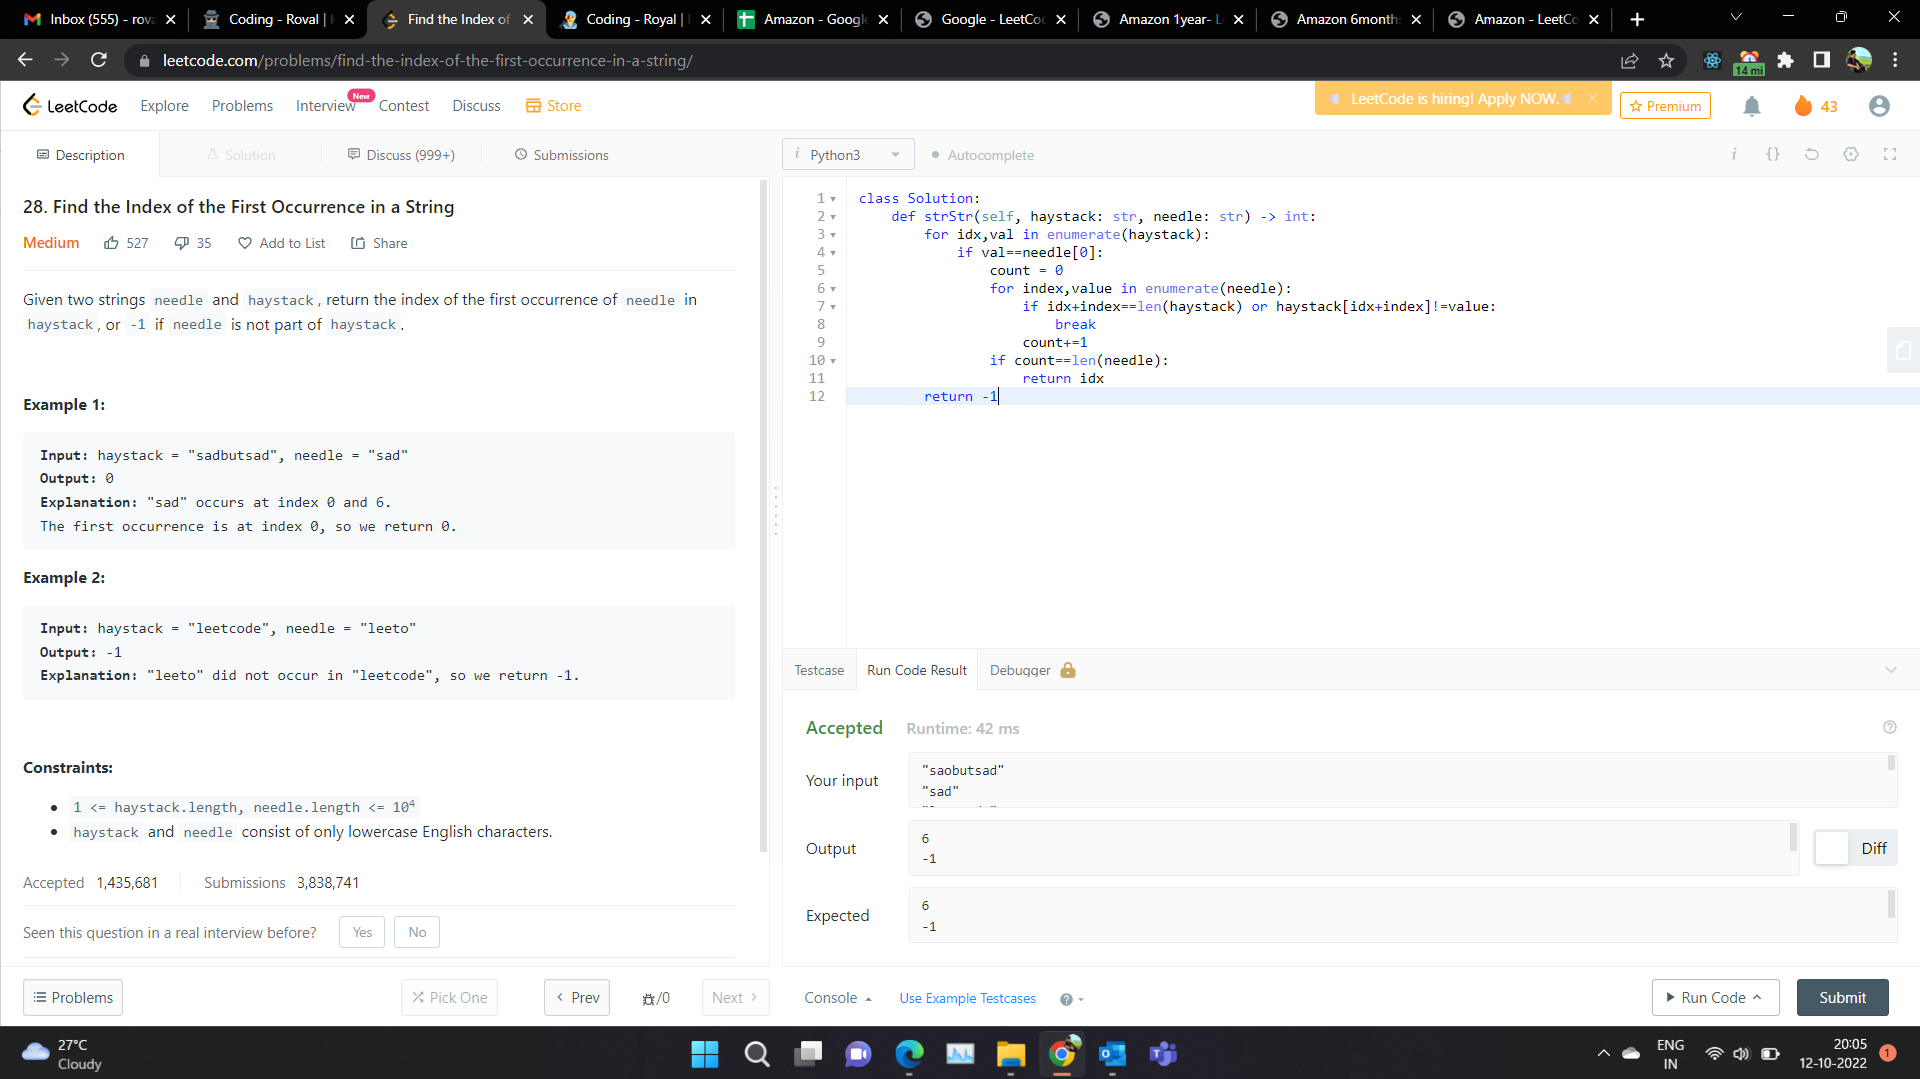 Inbox (555) - rova
Coding - Royal |
Find the Index of
Coding - Royal |
Amazon - Google
Google - LeetCo
Amazon 1year- L
Amazon 6month
Amazon - LeetCo
leetcode.com/problems/find-the-index-of-the-first-occurrence-in-a-string/
14 mi
LeetCode
Explore
Problems
Interview
New
Contest
Discuss
Store
LeetCode is hiring! Apply NOW.
Premium
43
Description
Solution
Discuss (999+)
Submissions
i Python3
Autocomplete
i {}
28. Find the Index of the First Occurrence in a String
Medium 527 35 Add to List Share
Given two strings needle and haystack, return the index of the first occurrence of needle in
haystack, or -1 if needle is not part of haystack.
Example 1:
Input: haystack = "sadbutsad", needle = "sad"
Output: 0
Explanation: "sad" occurs at index 0 and 6.
The first occurrence is at index 0, so we return 0.
Example 2:
Input: haystack = "leetcode", needle = "leeto"
Output: -1
Explanation: "leeto" did not occur in "leetcode", so we return -1.
Constraints:
1 <= haystack.length, needle.length <= 10⁴
haystack and needle consist of only lowercase English characters.
Accepted 1,435,681 Submissions 3,838,741
Seen this question in a real interview before? Yes No
Problems
Pick One
Prev
/0
Next
1 class Solution:
2     def strStr(self, haystack: str, needle: str) -> int:
3         for idx,val in enumerate(haystack):
4             if val==needle[0]:
5                 count = 0
6                 for index,value in enumerate(needle):
7                     if idx+index==len(haystack) or haystack[idx+index]!=value:
8                         break
9                     count+=1
10                 if count==len(needle):
11                     return idx
12         return -1
Testcase
Run Code Result
Debugger
Accepted Runtime: 42 ms
Your input
"saobutsad"
"sad"
Output
6
-1
Diff
Expected
6
-1
Console
Use Example Testcases
Run Code
Submit
27°C
Cloudy
ENG
IN
20:05
12-10-2022
1